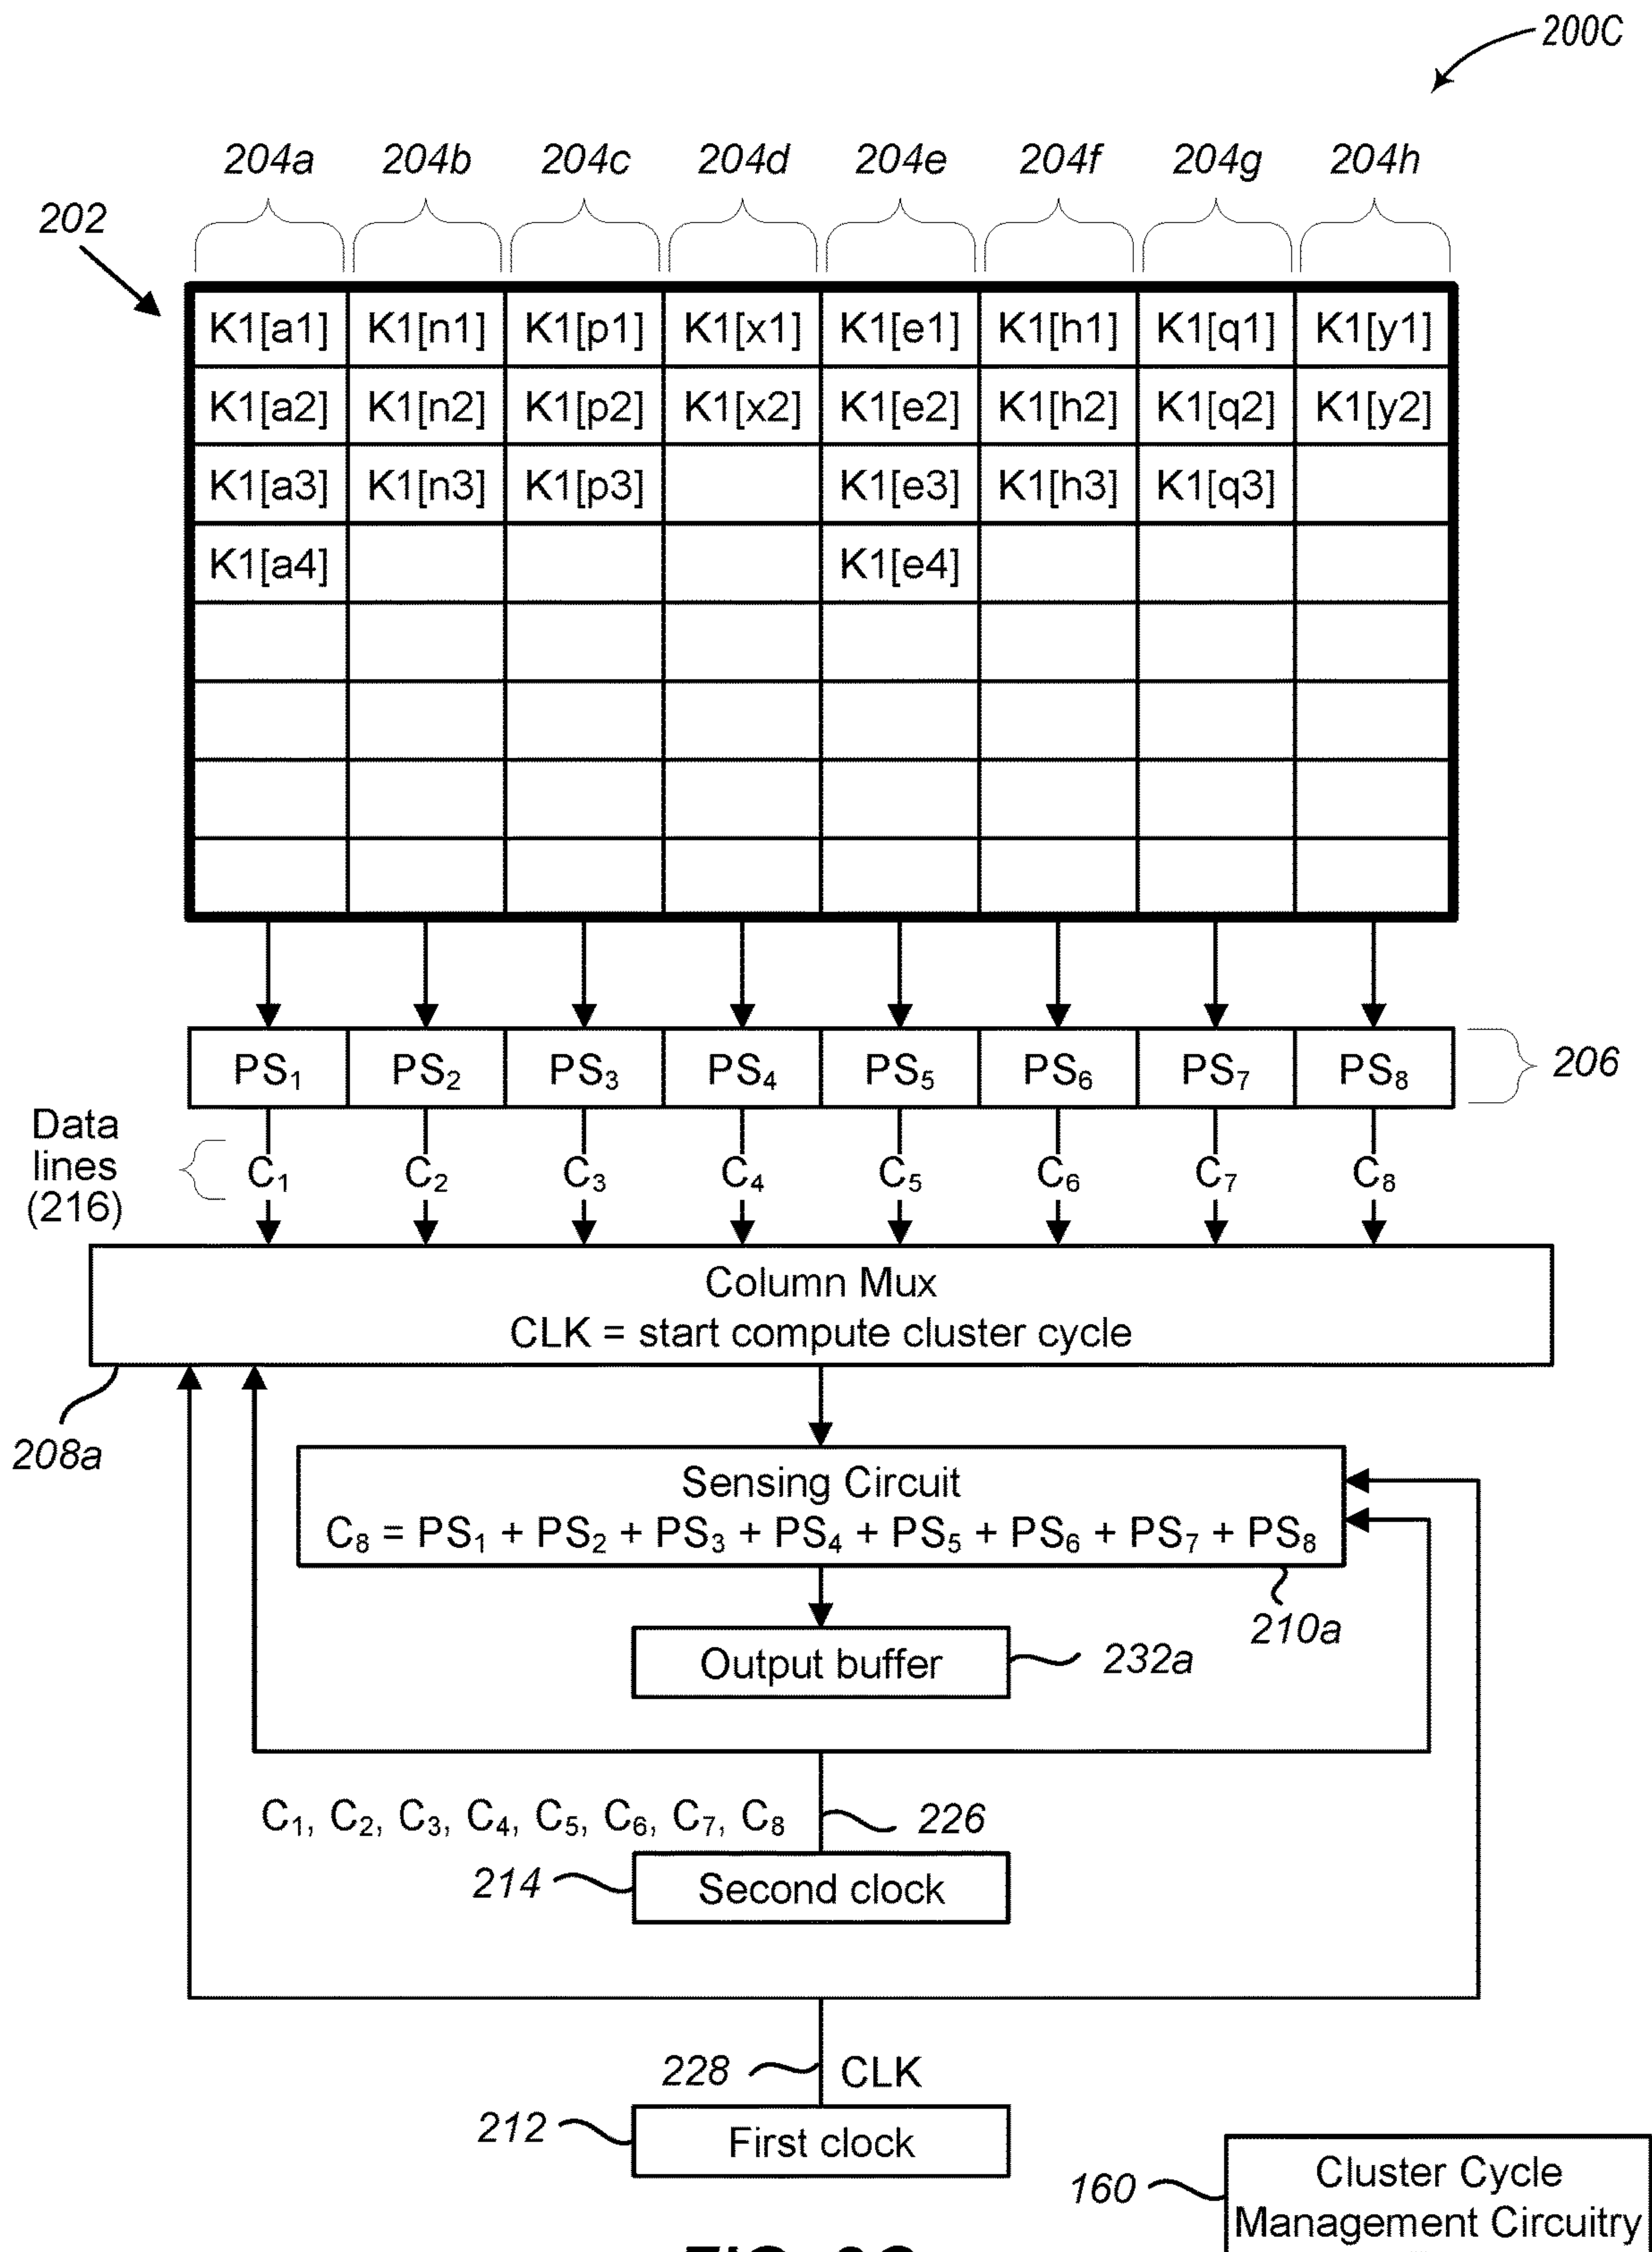 200C
204a 204b 204c 204d 204e 204f 204g 204h
202
K1[a1] K1[n1] K1[p1] K1[x1] K1[e1] K1[h1] K1[q1] K1[y1]
K1[a2] K1[n2] K1[p2] K1[x2] K1[e2] K1[h2] K1[q2] K1[y2]
K1[a3] K1[n3] K1[p3] K1[e3] K1[h3] K1[q3]
K1[a4] K1[e4]
PS₁ PS₂ PS₃ PS₄ PS₅ PS₆ PS₇ PS₈ 206
Data
lines
(216)
C₁ C₂ C₃ C₄ C₅ C₆ C₇ C₈
Column Mux
CLK = start compute cluster cycle
208a
Sensing Circuit
C₈ = PS₁ + PS₂ + PS₃ + PS₄ + PS₅ + PS₆ + PS₇ + PS₈
210a
Output buffer 232a
C₁, C₂, C₃, C₄, C₅, C₆, C₇, C₈ 226
214 Second clock
228 CLK
212 First clock
160 Cluster Cycle
Management Circuitry